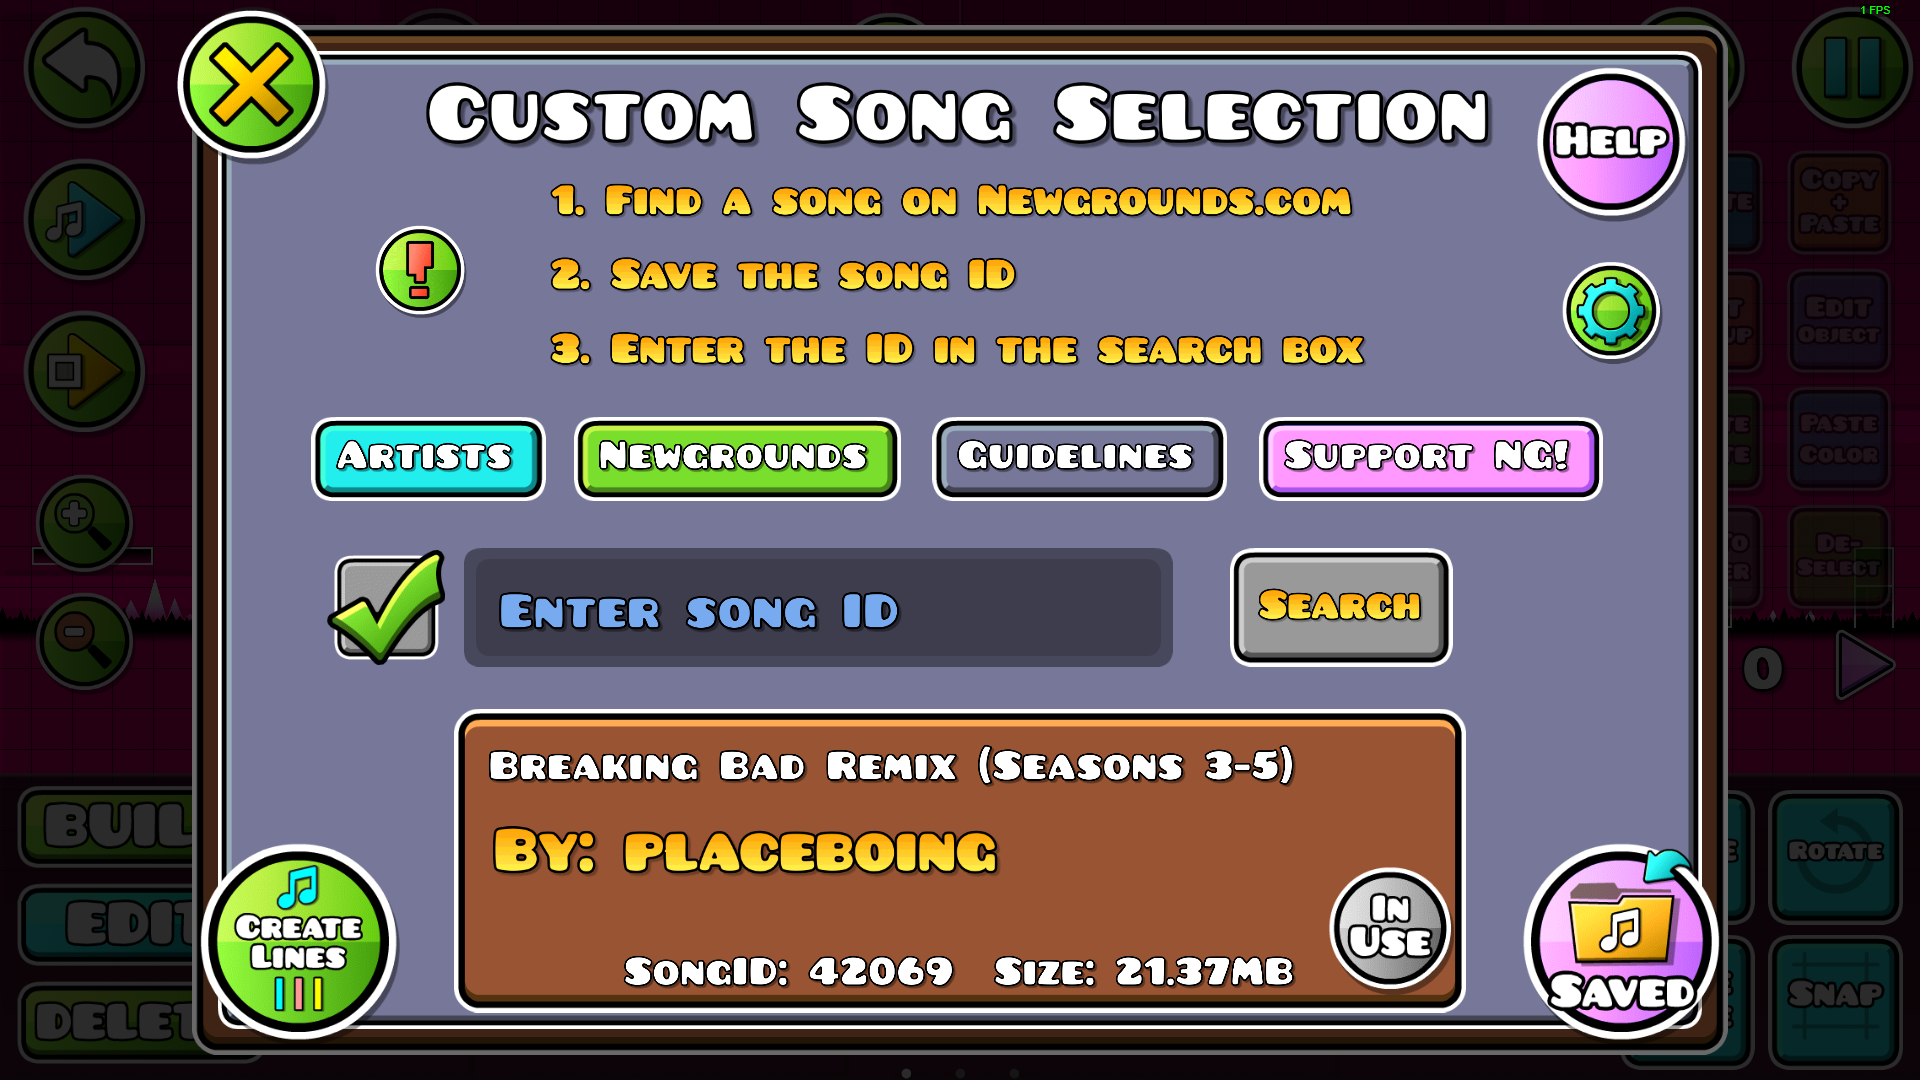 1 FPS
Custom Song Selection
Help
1. Find a song on Newgrounds.com
2. Save the song ID
3. Enter the ID in the search box
Artists
Newgrounds
Guidelines
Support NG!
Enter song ID
Search
Breaking Bad Remix (Seasons 3-5)
By: placeboing
SongID: 42069 Size: 21.37MB
In
Use
Create
Lines
Saved
Copy
+
Paste
Edit
Object
Paste
Color
De-
Select
0
Rotate
Snap